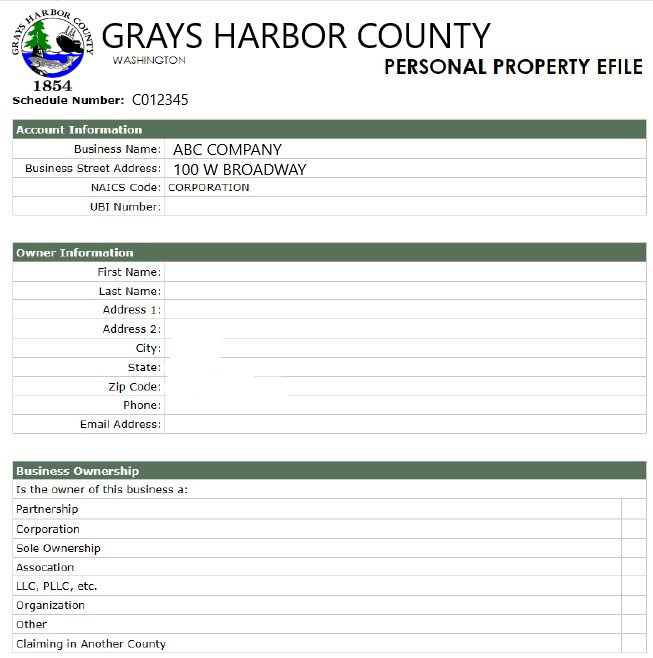 GRAYS HARBOR COUNTY
1854
GRAYS HARBOR COUNTY
WASHINGTON
PERSONAL PROPERTY EFILE
Schedule Number: C012345
Account Information
Business Name: ABC COMPANY
Business Street Address: 100 W BROADWAY
NAICS Code: CORPORATION
UBI Number:
Owner Information
First Name:
Last Name:
Address 1:
Address 2:
City:
State:
Zip Code:
Phone:
Email Address:
Business Ownership
Is the owner of this business a:
Partnership
Corporation
Sole Ownership
Assocation
LLC, PLLC, etc.
Organization
Other
Claiming in Another County